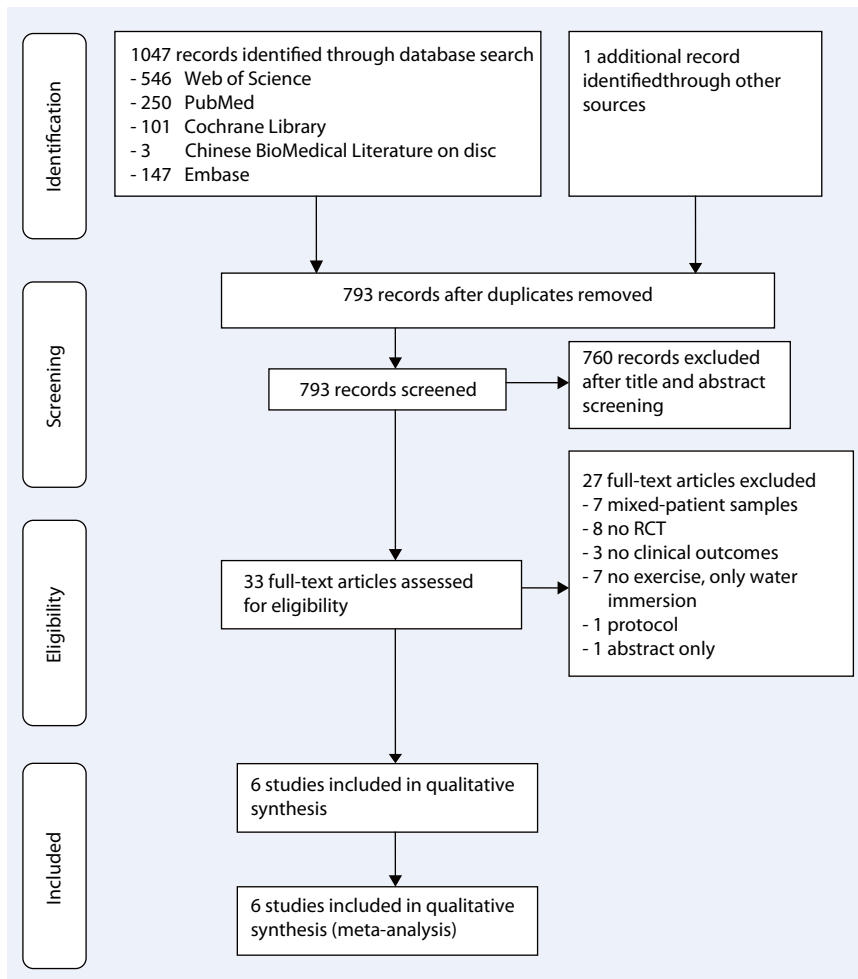 Identification
1047 records identified through database search
- 546 Web of Science
- 250 PubMed
- 101 Cochrane Library
- 3 Chinese BioMedical Literature on disc
- 147 Embase
1 additional record
identifiedthrough other
sources
Screening
793 records after duplicates removed
793 records screened
760 records excluded
after title and abstract
screening
Eligibility
33 full-text articles assessed
for eligibility
27 full-text articles excluded
- 7 mixed-patient samples
- 8 no RCT
- 3 no clinical outcomes
- 7 no exercise, only water
immersion
- 1 protocol
- 1 abstract only
Included
6 studies included in qualitative
synthesis
6 studies included in qualitative
synthesis (meta-analysis)